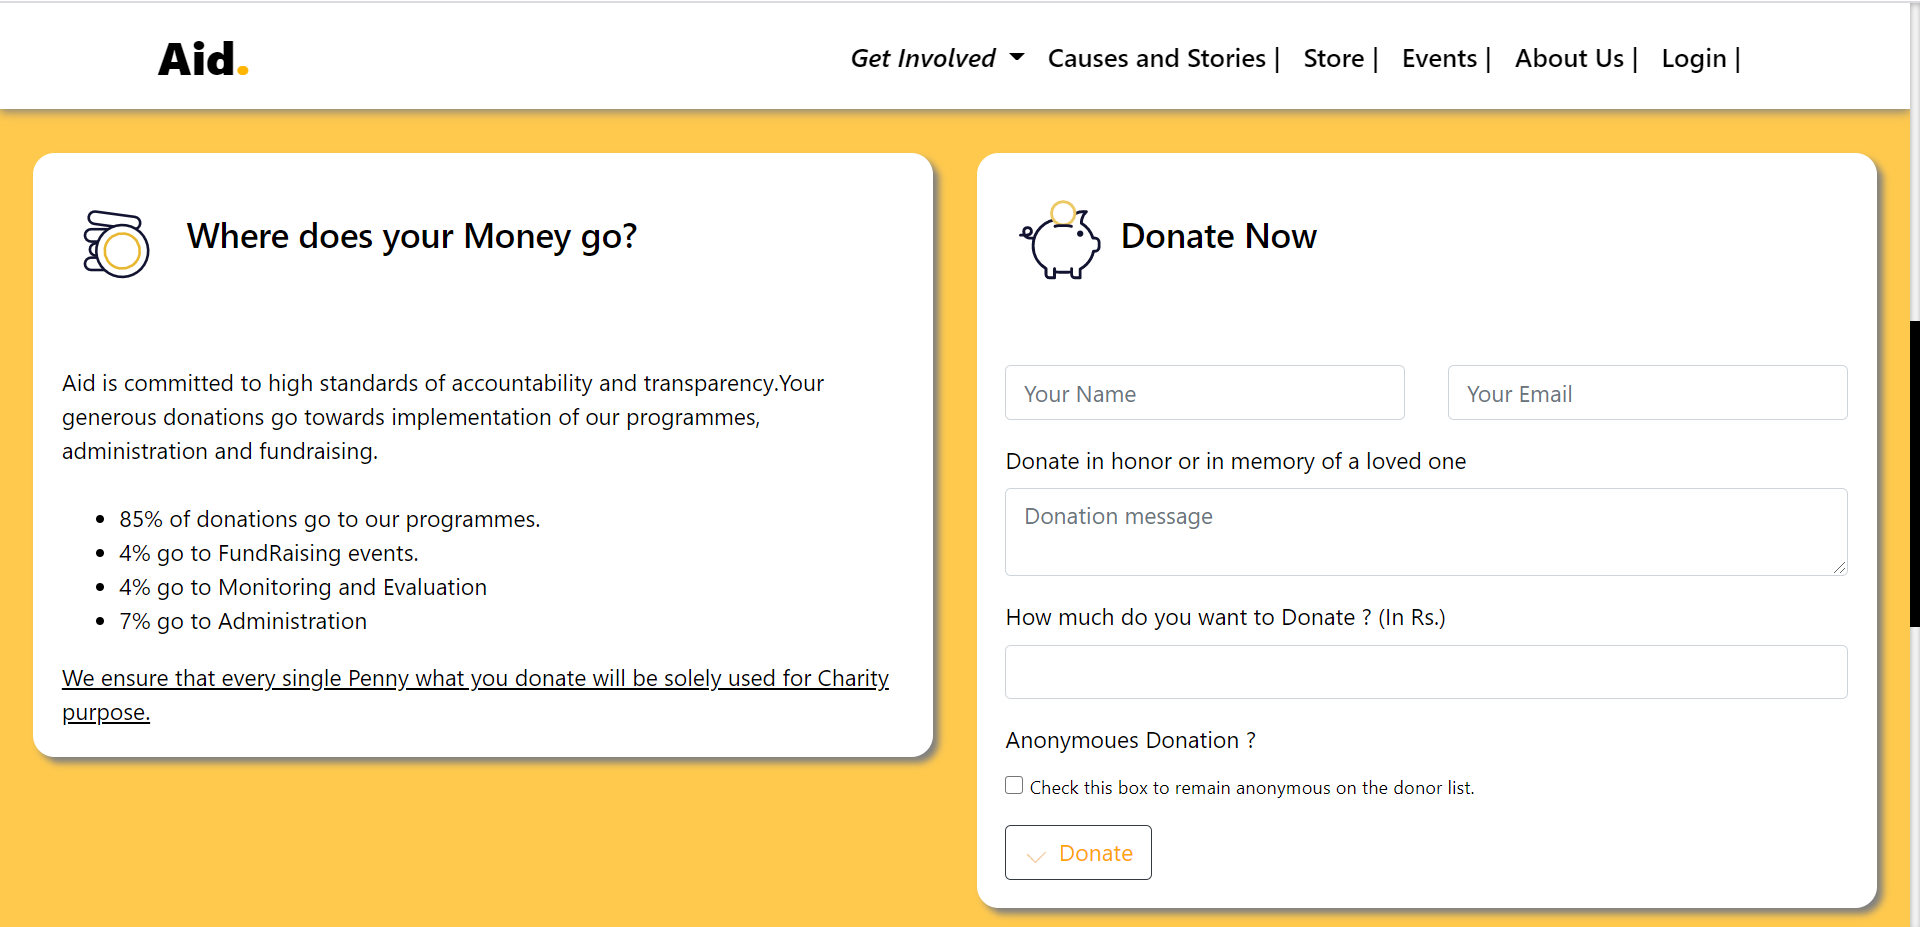 Aid.
Get Involved
Causes and Stories |
Store |
Events |
About Us |
Login |
Where does your Money go?
Aid is committed to high standards of accountability and transparency.Your
generous donations go towards implementation of our programmes,
administration and fundraising.
85% of donations go to our programmes.
4% go to FundRaising events.
4% go to Monitoring and Evaluation
7% go to Administration
We ensure that every single Penny what you donate will be solely used for Charity
purpose.
Donate Now
Your Name
Your Email
Donate in honor or in memory of a loved one
Donation message
How much do you want to Donate ? (In Rs.)
Anonymoues Donation ?
Check this box to remain anonymous on the donor list.
Donate